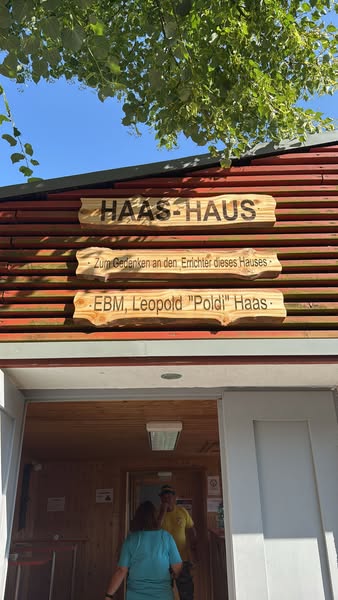 HAAS-HAUS
· Zum Gedenken an den Errichter dieses Hauses ·
· EBM, Leopold "Poldi" Haas ·